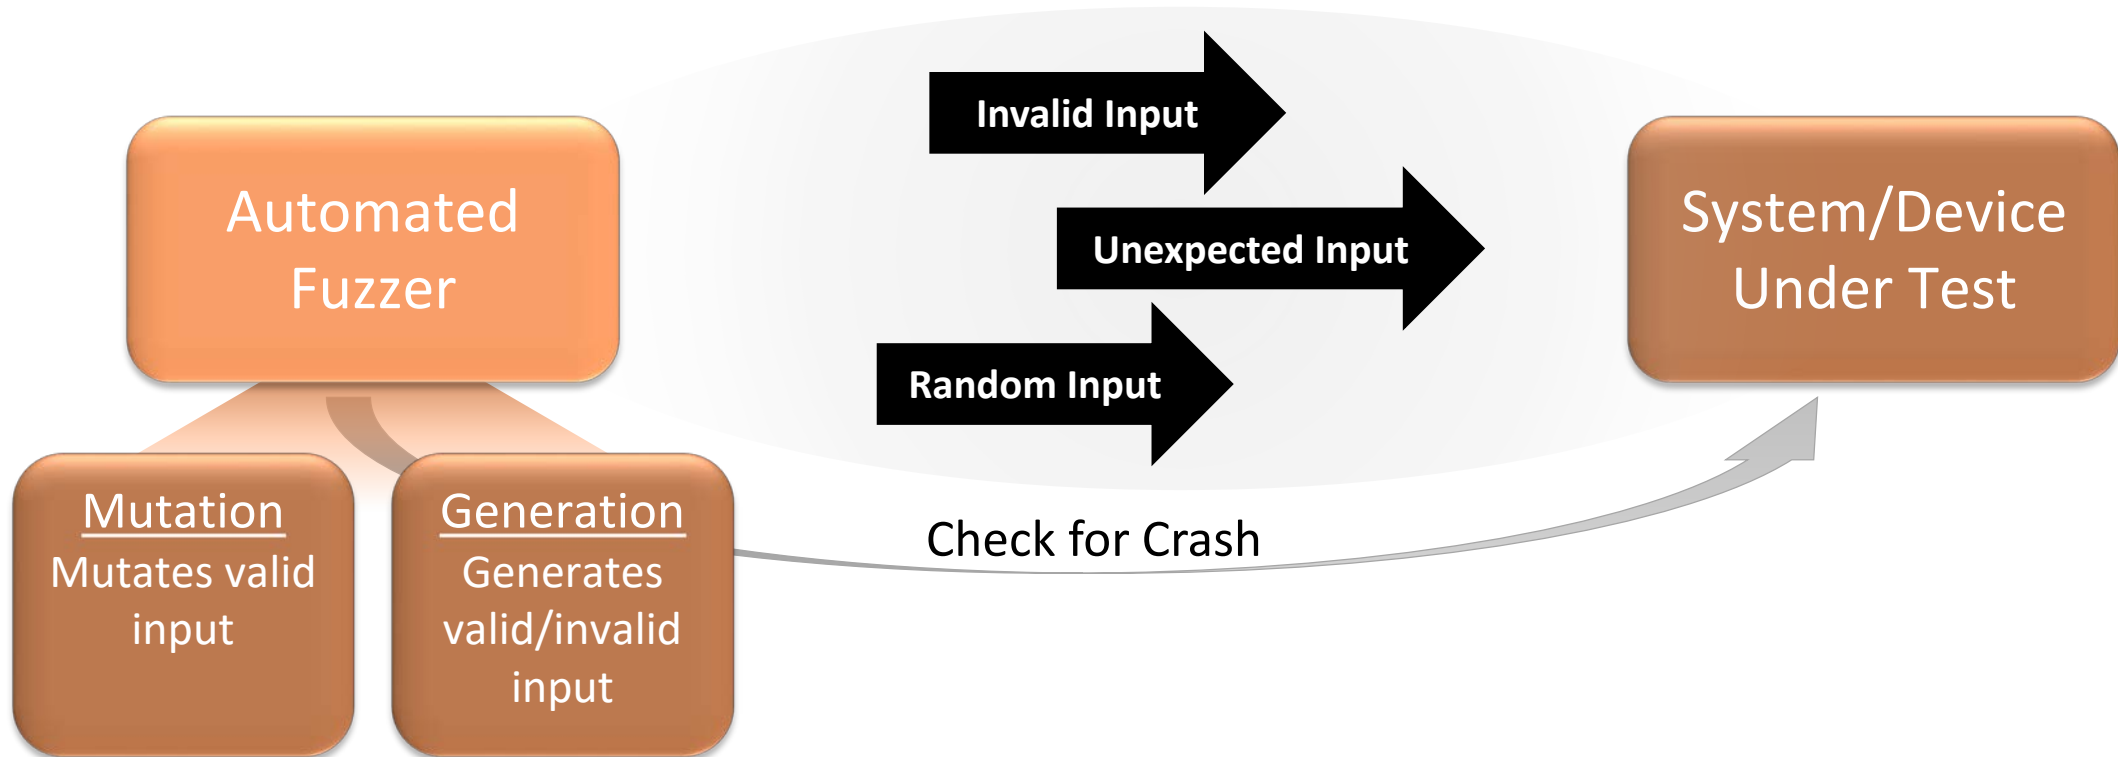 Automated
Fuzzer
Invalid Input
Unexpected Input
Random Input
System/Device
Under Test
Mutation
Mutates valid
input
Generation
Generates
valid/invalid
input
Check for Crash